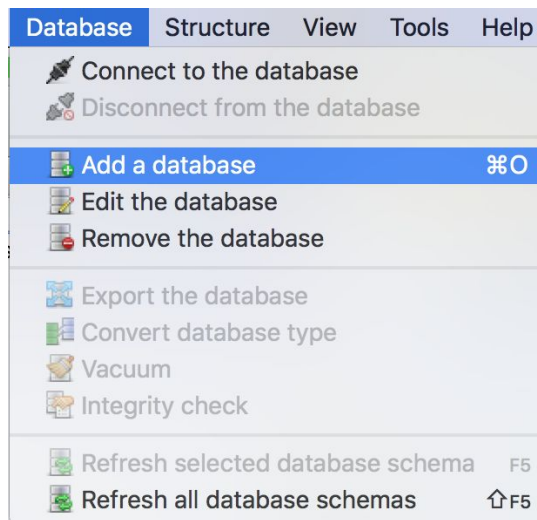 Database Structure View Tools Help
Connect to the database
Disconnect from the database
Add a database ⌘O
Edit the database
Remove the database
Export the database
Convert database type
Vacuum
Integrity check
Refresh selected database schema F5
Refresh all database schemas ⇧F5